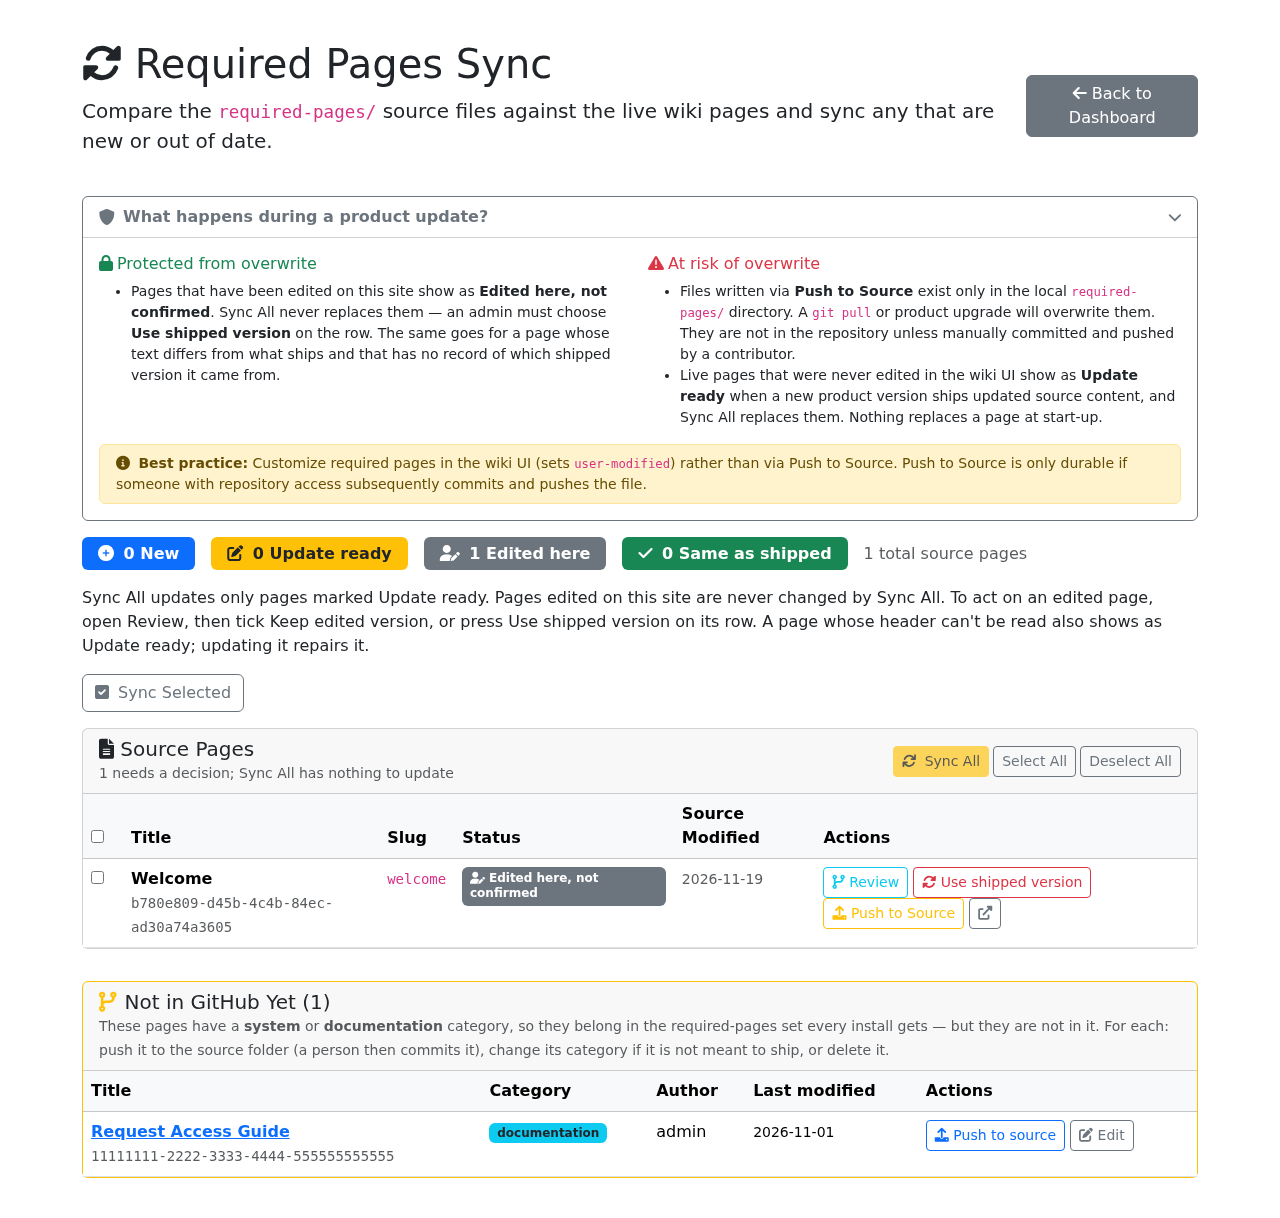 Required Pages Sync
Compare the required-pages/ source files against the live wiki pages and sync any that are
new or out of date.
Back to
Dashboard
What happens during a product update?
Protected from overwrite
• Pages that have been edited on this site show as Edited here, not
confirmed. Sync All never replaces them — an admin must choose
Use shipped version on the row. The same goes for a page whose
text differs from what ships and that has no record of which shipped
version it came from.
At risk of overwrite
• Files written via Push to Source exist only in the local required-
pages/ directory. A git pull or product upgrade will overwrite them.
They are not in the repository unless manually committed and pushed
by a contributor.
• Live pages that were never edited in the wiki UI show as Update
ready when a new product version ships updated source content, and
Sync All replaces them. Nothing replaces a page at start-up.
Best practice: Customize required pages in the wiki UI (sets user-modified) rather than via Push to Source. Push to Source is only durable if
someone with repository access subsequently commits and pushes the file.
0 New
0 Update ready
1 Edited here
0 Same as shipped
1 total source pages
Sync All updates only pages marked Update ready. Pages edited on this site are never changed by Sync All. To act on an edited page,
open Review, then tick Keep edited version, or press Use shipped version on its row. A page whose header can't be read also shows as
Update ready; updating it repairs it.
Sync Selected
Source Pages
1 needs a decision; Sync All has nothing to update
Sync All
Select All
Deselect All
Title
Slug
Status
Source
Modified
Actions
Welcome
b780e809-d45b-4c4b-84ec-
ad30a74a3605
welcome
Edited here, not
confirmed
2026-11-19
Review
Use shipped version
Push to Source
Not in GitHub Yet (1)
These pages have a system or documentation category, so they belong in the required-pages set every install gets — but they are not in it. For each:
push it to the source folder (a person then commits it), change its category if it is not meant to ship, or delete it.
Title
Category
Author
Last modified
Actions
Request Access Guide
11111111-2222-3333-4444-555555555555
documentation
admin
2026-11-01
Push to source
Edit